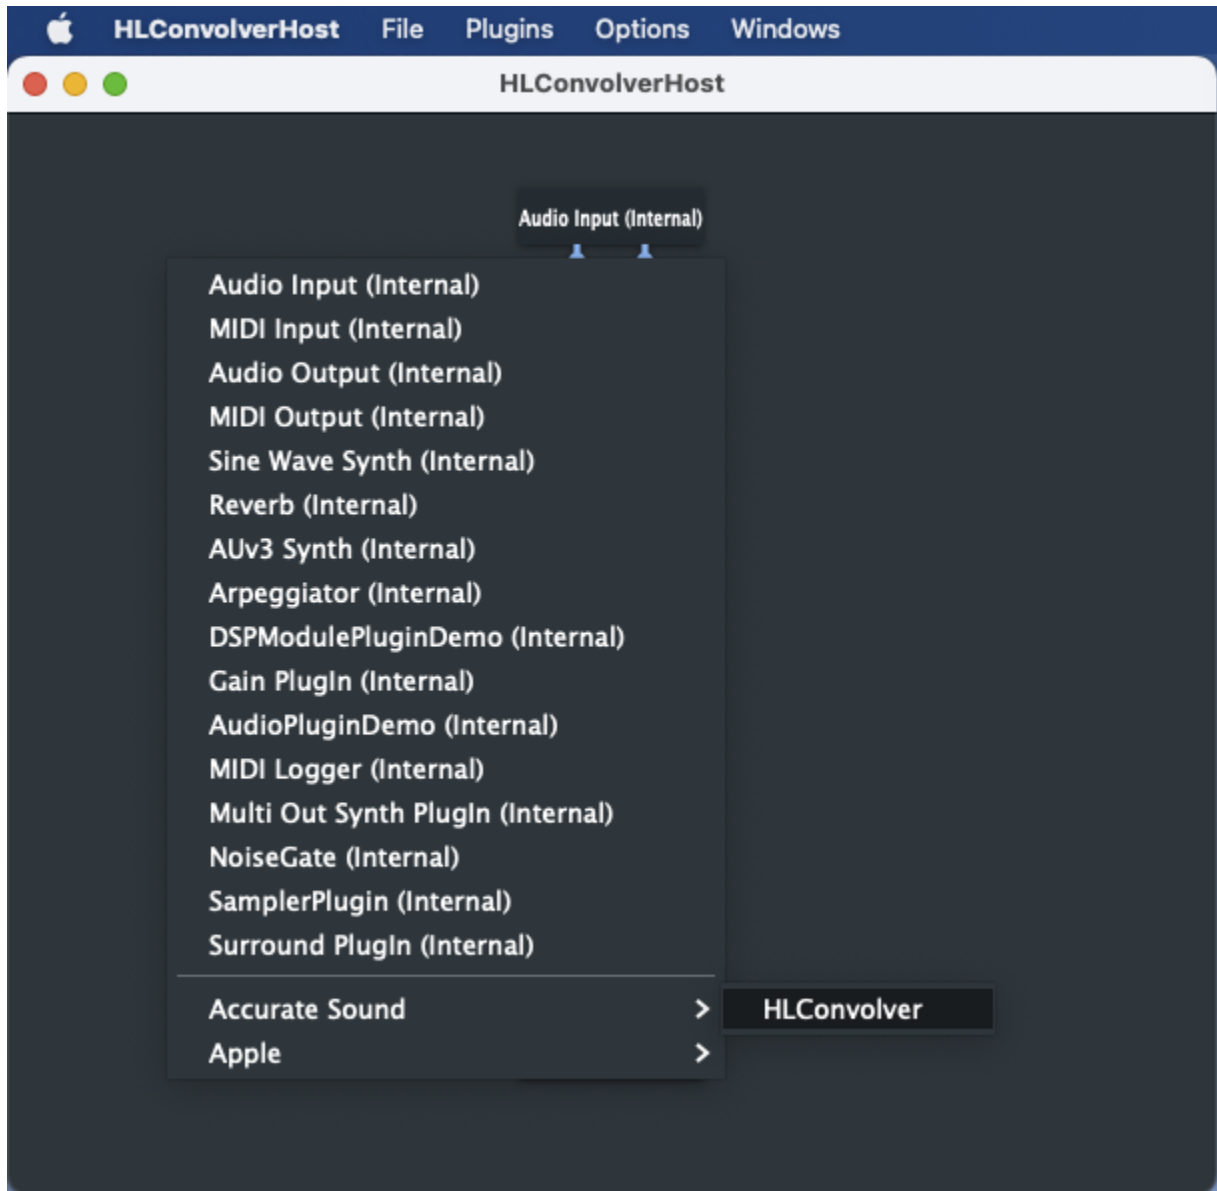 HLConvolverHost File Plugins Options Windows
HLConvolverHost
Audio Input (Internal)
Audio Input (Internal)
MIDI Input (Internal)
Audio Output (Internal)
MIDI Output (Internal)
Sine Wave Synth (Internal)
Reverb (Internal)
AUv3 Synth (Internal)
Arpeggiator (Internal)
DSPModulePluginDemo (Internal)
Gain PlugIn (Internal)
AudioPluginDemo (Internal)
MIDI Logger (Internal)
Multi Out Synth PlugIn (Internal)
NoiseGate (Internal)
SamplerPlugin (Internal)
Surround PlugIn (Internal)
Accurate Sound > HLConvolver
Apple >